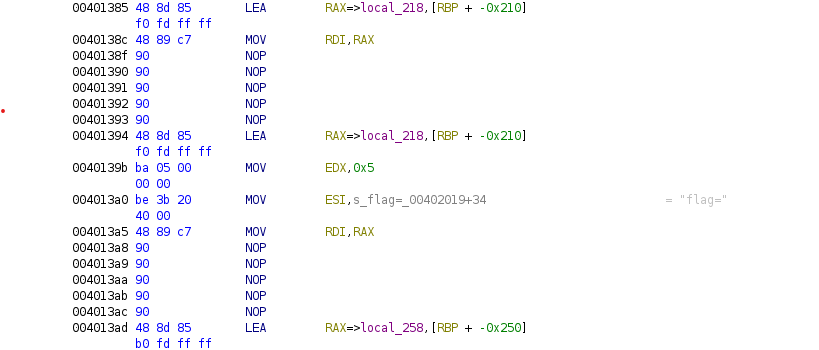 00401385 48 8d 85 LEA RAX=>local_218,[RBP + -0x210]
f0 fd ff ff
0040138c 48 89 c7 MOV RDI,RAX
0040138f 90 NOP
00401390 90 NOP
00401391 90 NOP
00401392 90 NOP
00401393 90 NOP
00401394 48 8d 85 LEA RAX=>local_218,[RBP + -0x210]
f0 fd ff ff
0040139b ba 05 00 MOV EDX,0x5
00 00
004013a0 be 3b 20 MOV ESI,s_flag=_00402019+34 = "flag="
40 00
004013a5 48 89 c7 MOV RDI,RAX
004013a8 90 NOP
004013a9 90 NOP
004013aa 90 NOP
004013ab 90 NOP
004013ac 90 NOP
004013ad 48 8d 85 LEA RAX=>local_258,[RBP + -0x250]
b0 fd ff ff